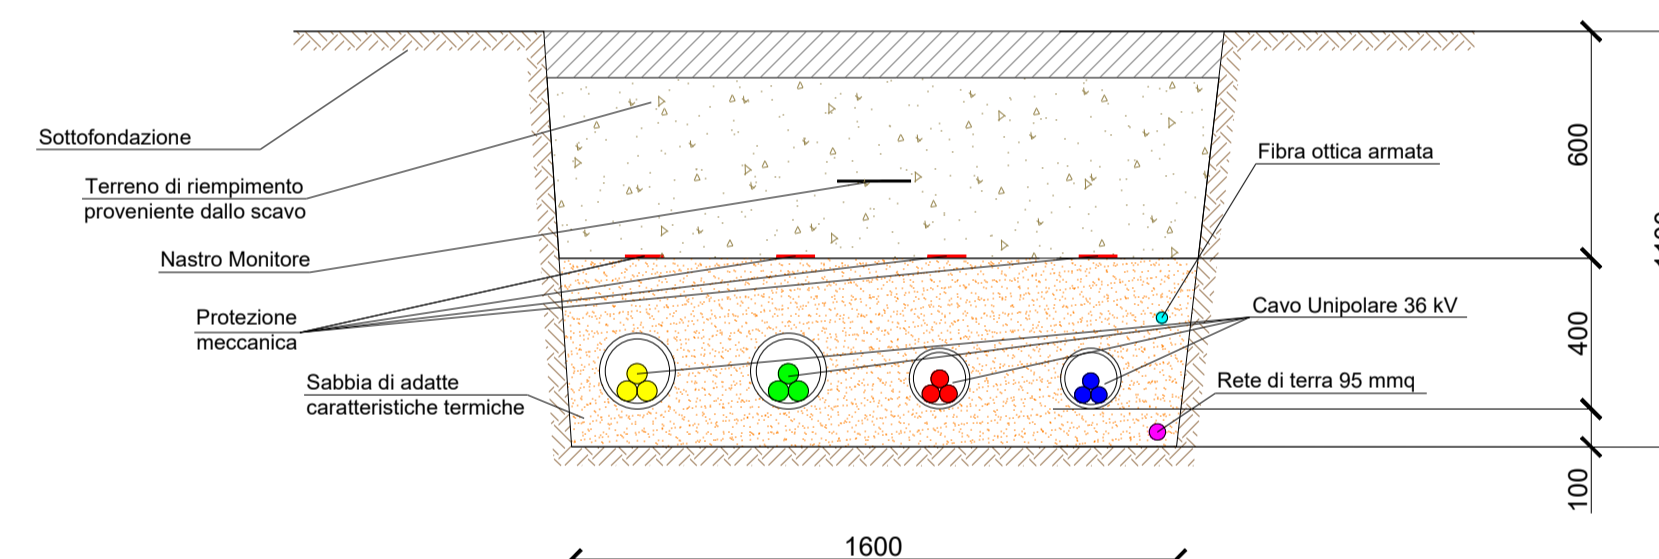 Sottofondazione
Terreno di riempimento
proveniente dallo scavo
Nastro Monitore
Protezione
meccanica
Sabbia di adatte
caratteristiche termiche
Fibra ottica armata
Cavo Unipolare 36 kV
Rete di terra 95 mmq
600
400
100
1600